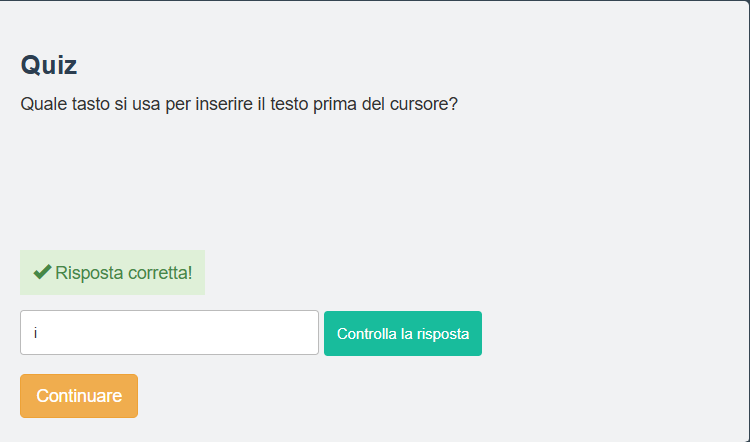 Quiz
Quale tasto si usa per inserire il testo prima del cursore?
Risposta corretta!
i
Controlla la risposta
Continuare